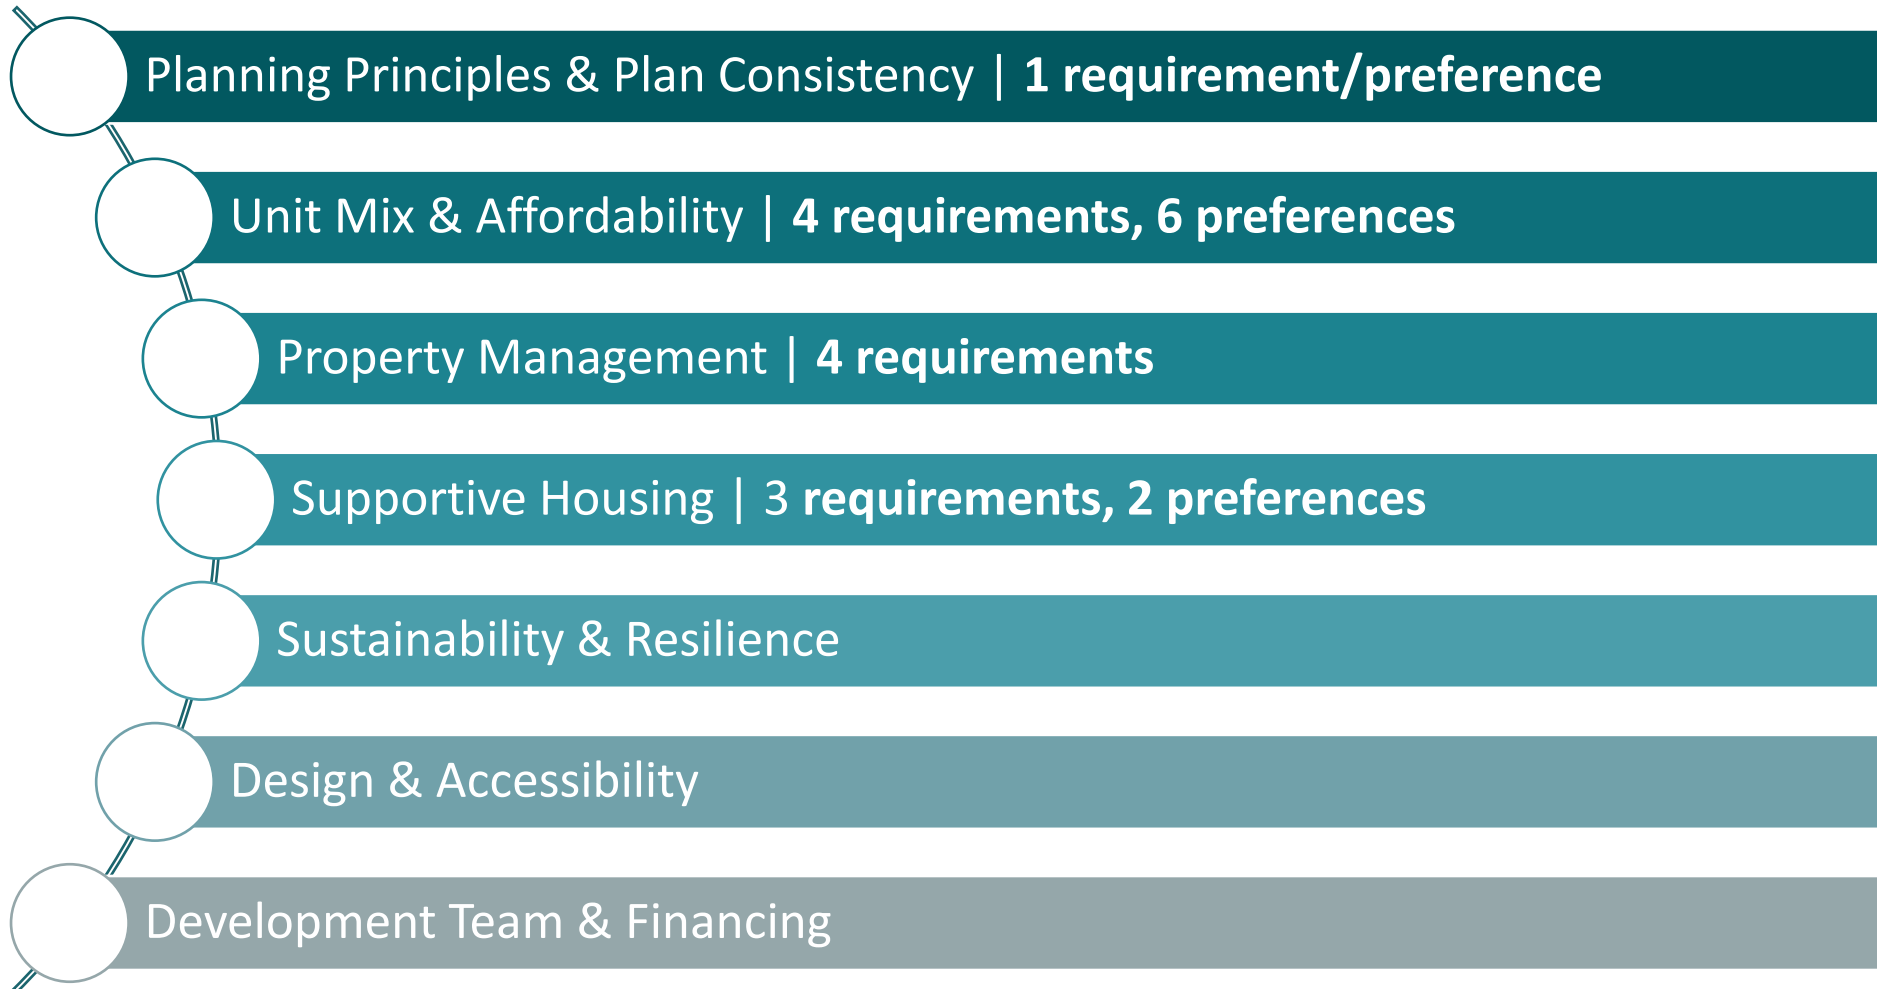 Planning Principles & Plan Consistency | 1 requirement/preference
Unit Mix & Affordability | 4 requirements, 6 preferences
Property Management | 4 requirements
Supportive Housing | 3 requirements, 2 preferences
Sustainability & Resilience
Design & Accessibility
Development Team & Financing